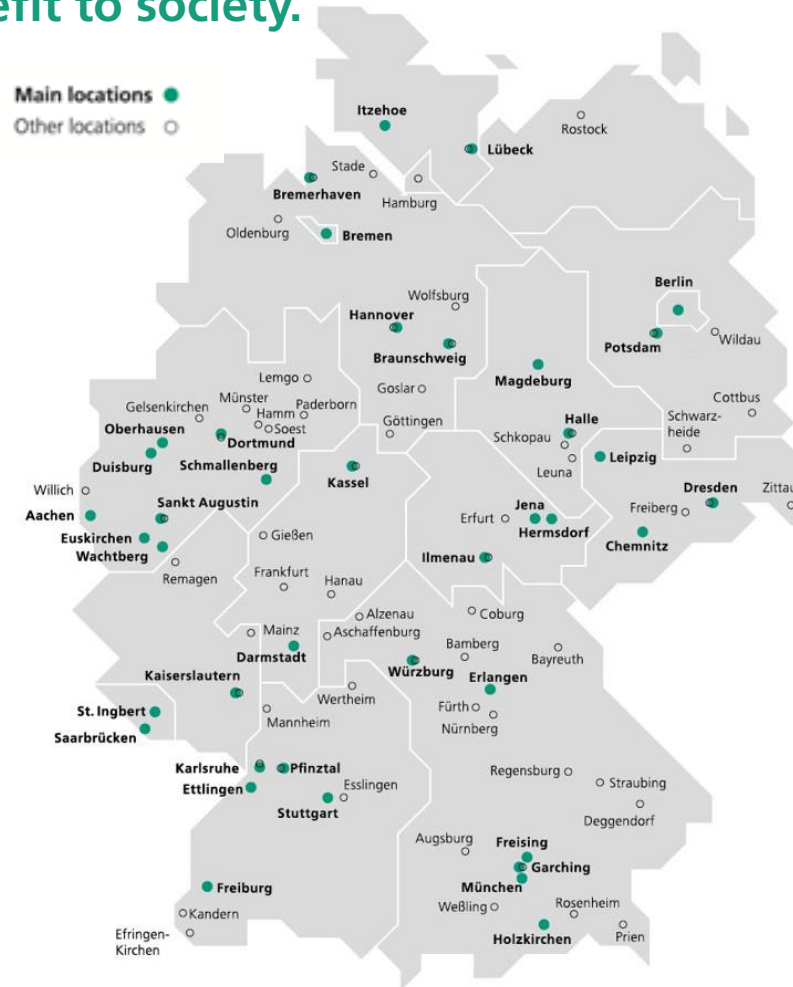 efit to society.
Main locations
Other locations
Itzehoe
Rostock
Lübeck
Stade
Bremerhaven
Hamburg
Oldenburg
Bremen
Berlin
Wolfsburg
Hannover
Potsdam
Wildau
Braunschweig
Lemgo
Magdeburg
Goslar
Münster
Paderborn
Gelsenkirchen
Hamm
Cottbus
Schwarz-
heide
Oberhausen
Soest
Göttingen
Halle
Dortmund
Schkopau
Duisburg
Schmallenberg
Leipzig
Kassel
Leuna
Willich
Dresden
Zittau
Sankt Augustin
Jena
Freiberg
Aachen
Erfurt
Euskirchen
Gießen
Hermsdorf
Chemnitz
Wachtberg
Ilmenau
Remagen
Frankfurt
Hanau
Alzenau
Coburg
Mainz
Aschaffenburg
Bamberg
Darmstadt
Bayreuth
Kaiserslautern
Würzburg
Erlangen
Wertheim
St. Ingbert
Fürth
Mannheim
Nürnberg
Saarbrücken
Karlsruhe
Pfinztal
Regensburg
Straubing
Ettlingen
Esslingen
Stuttgart
Deggendorf
Augsburg
Freising
Garching
Freiburg
München
Weßling
Rosenheim
Kandern
Efringen-
Kirchen
Holzkirchen
Prien